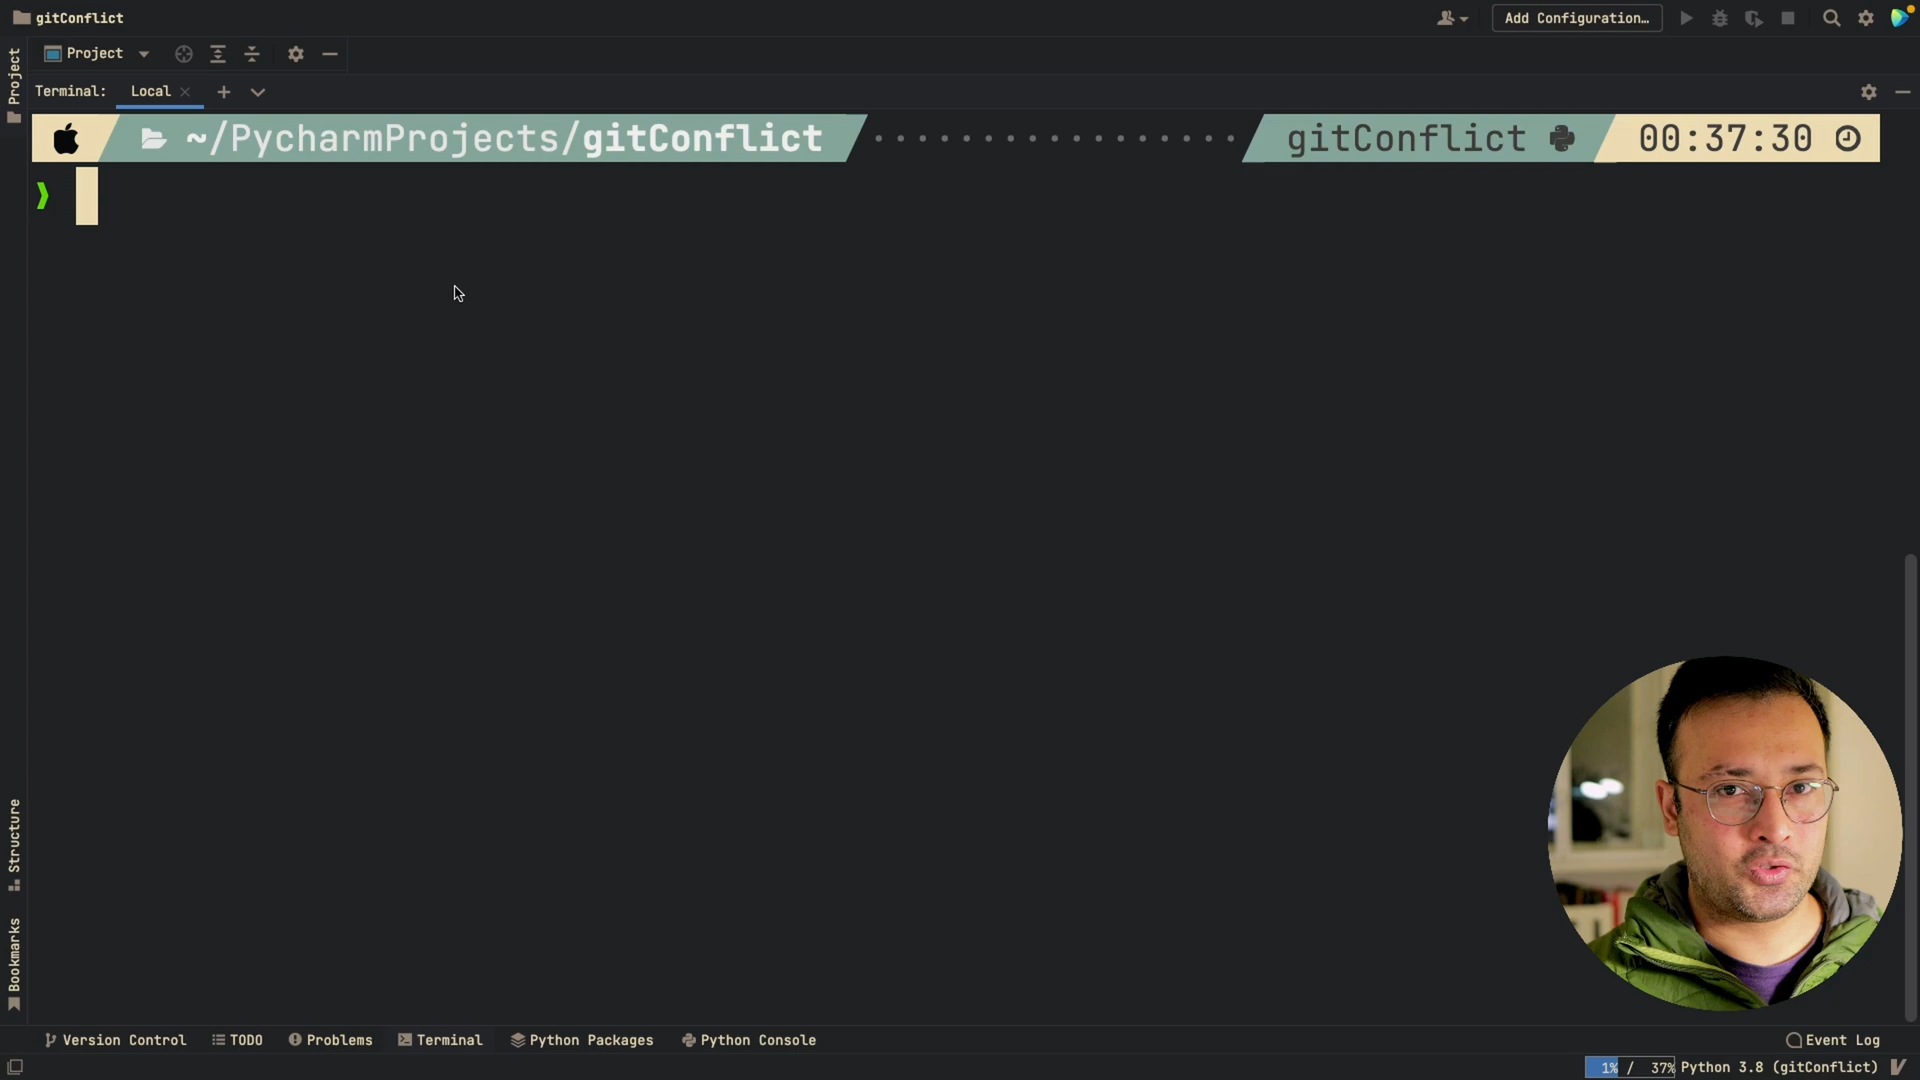 gitConflict
Add Configuration…
Project
Project
Terminal:
Local
~/PycharmProjects/gitConflict
gitConflict
00:37:30
Structure
Bookmarks
Version Control
TODO
Problems
Terminal
Python Packages
Python Console
Event Log
1% / 37%
Python 3.8 (gitConflict)